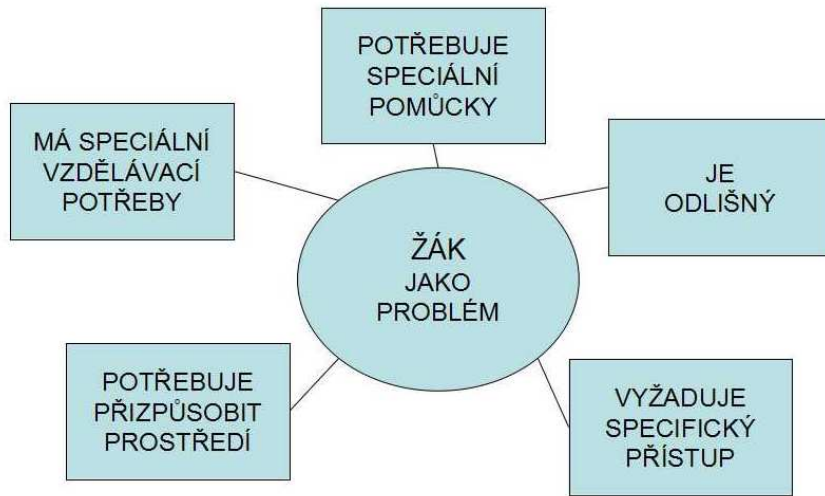 POTŘEBUJE
SPECIÁLNÍ
POMŮCKY
MÁ SPECIÁLNÍ
VZDĚLÁVACÍ
POTŘEBY
JE
ODLIŠNÝ
ŽÁK
JAKO
PROBLÉM
POTŘEBUJE
PŘIZPŮSOBIT
PROSTŘEDÍ
VYŽADUJE
SPECIFICKÝ
PŘÍSTUP